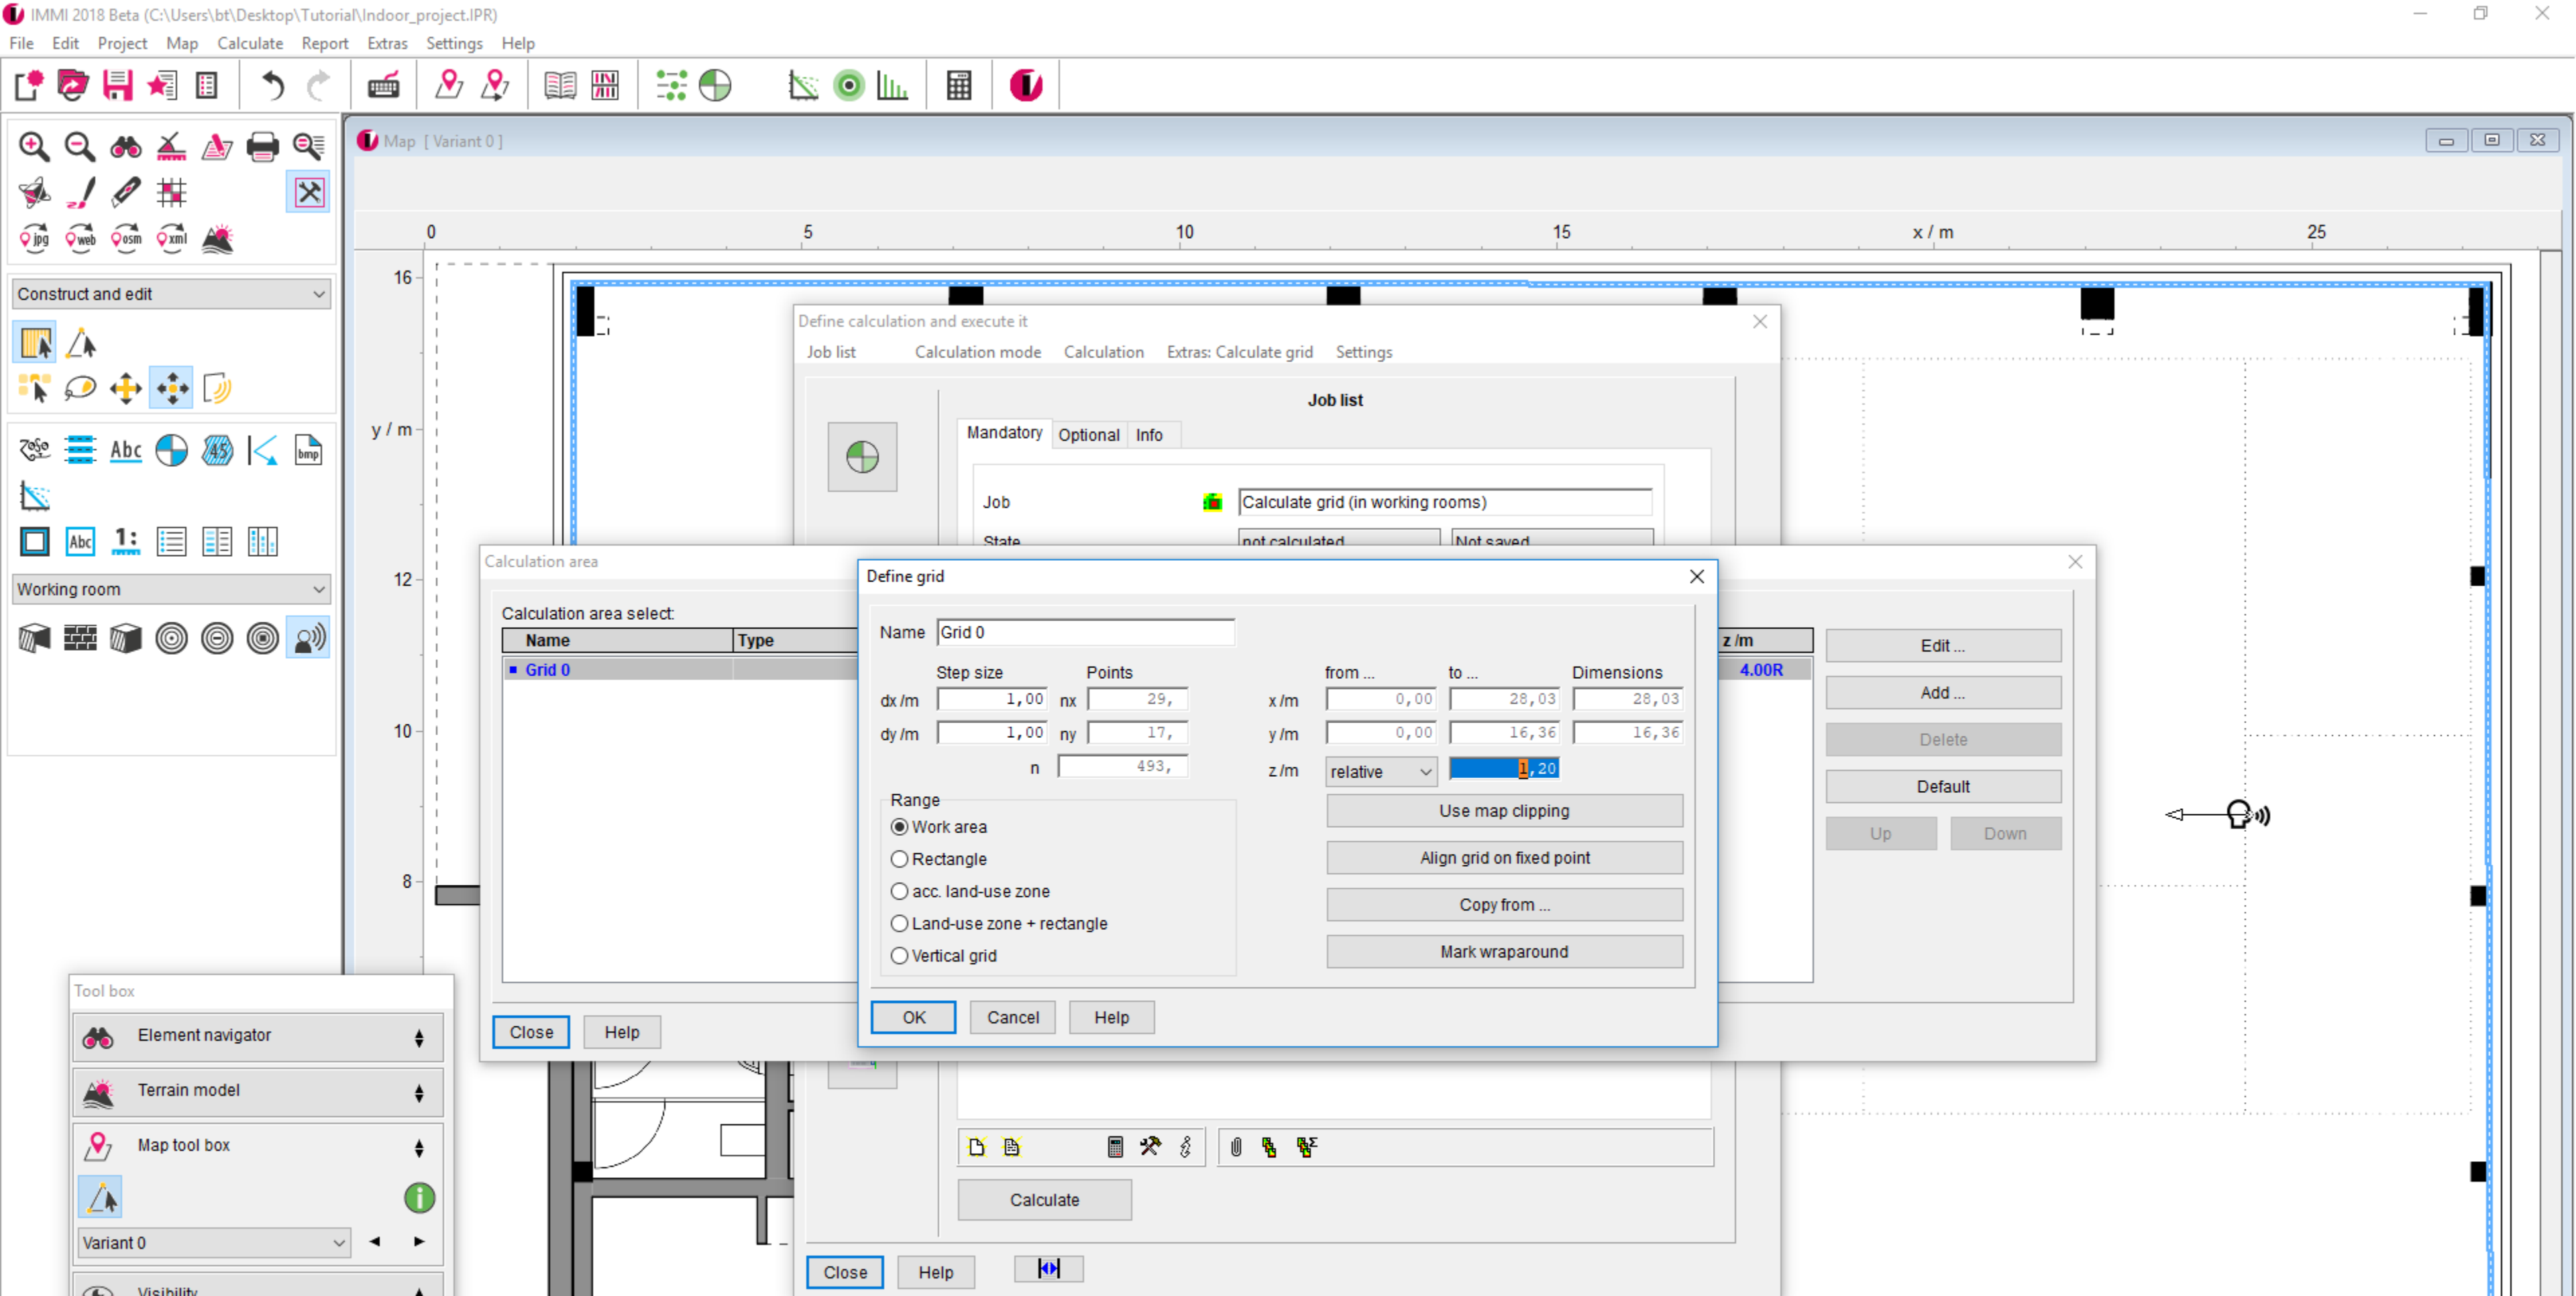 IMMI 2018 Beta (C:\Users\bt\Desktop\Tutorial\Indoor_project.IPR)
File Edit Project Map Calculate Report Extras Settings Help
Map [ Variant 0 ]
jpg web osm xml
0 5 10 15 x / m 25
16
y / m
12
10
8
Construct and edit
Abc 45 bmp
Abc 1:
Working room
Define calculation and execute it
Job list Calculation mode Calculation Extras: Calculate grid Settings
Job list
Mandatory Optional Info
Job Calculate grid (in working rooms)
State not calculated Not saved
Calculation area
Calculation area select:
Name Type z /m
Grid 0 4.00R
Edit ...
Add ...
Delete
Default
Up Down
Close Help
Define grid
Name Grid 0
Step size Points from ... to ... Dimensions
dx /m 1,00 nx 29, x /m 0,00 28,03 28,03
dy /m 1,00 ny 17, y /m 0,00 16,36 16,36
n 493, z /m relative 1,20
Range
Work area
Rectangle
acc. land-use zone
Land-use zone + rectangle
Vertical grid
Use map clipping
Align grid on fixed point
Copy from ...
Mark wraparound
OK Cancel Help
Calculate
Close Help
Tool box
Element navigator
Terrain model
Map tool box
Variant 0
Visibility